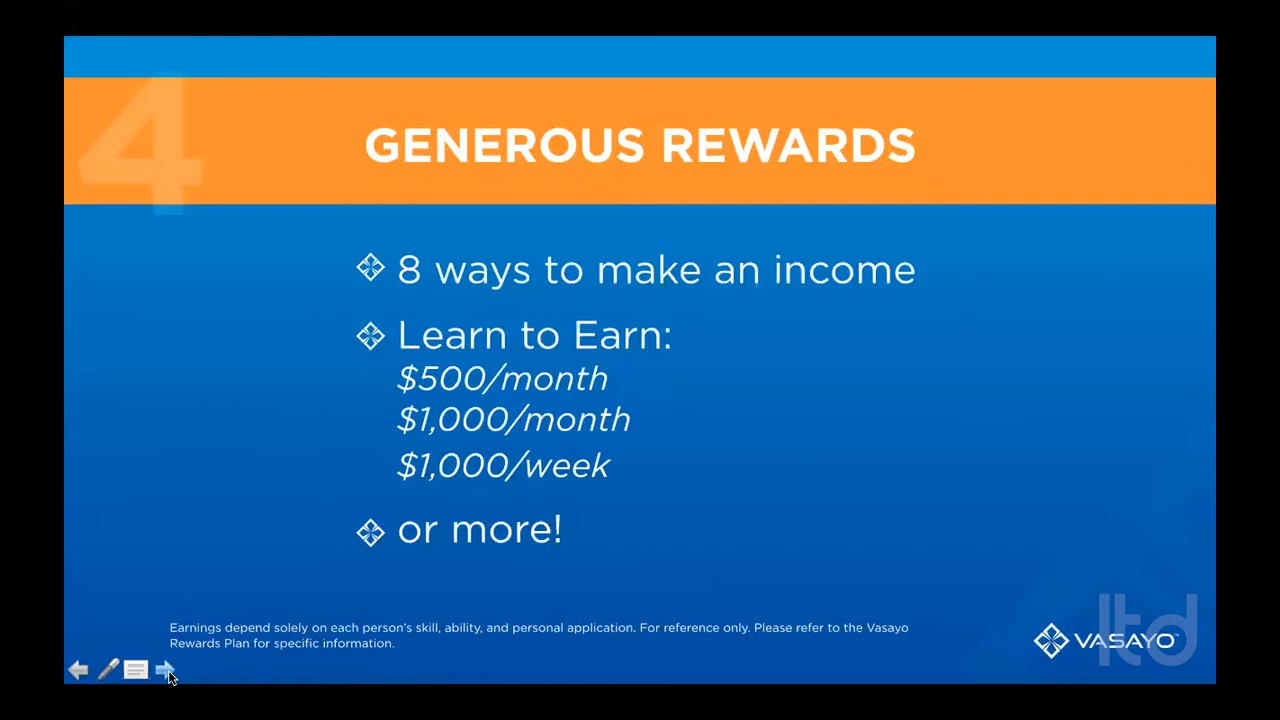 4
GENEROUS REWARDS
8 ways to make an income
Learn to Earn:
$500/month
$1,000/month
$1,000/week
or more!
Earnings depend solely on each person's skill, ability, and personal application. For reference only. Please refer to the Vasayo
Rewards Plan for specific information.
VASAYO™
ltd